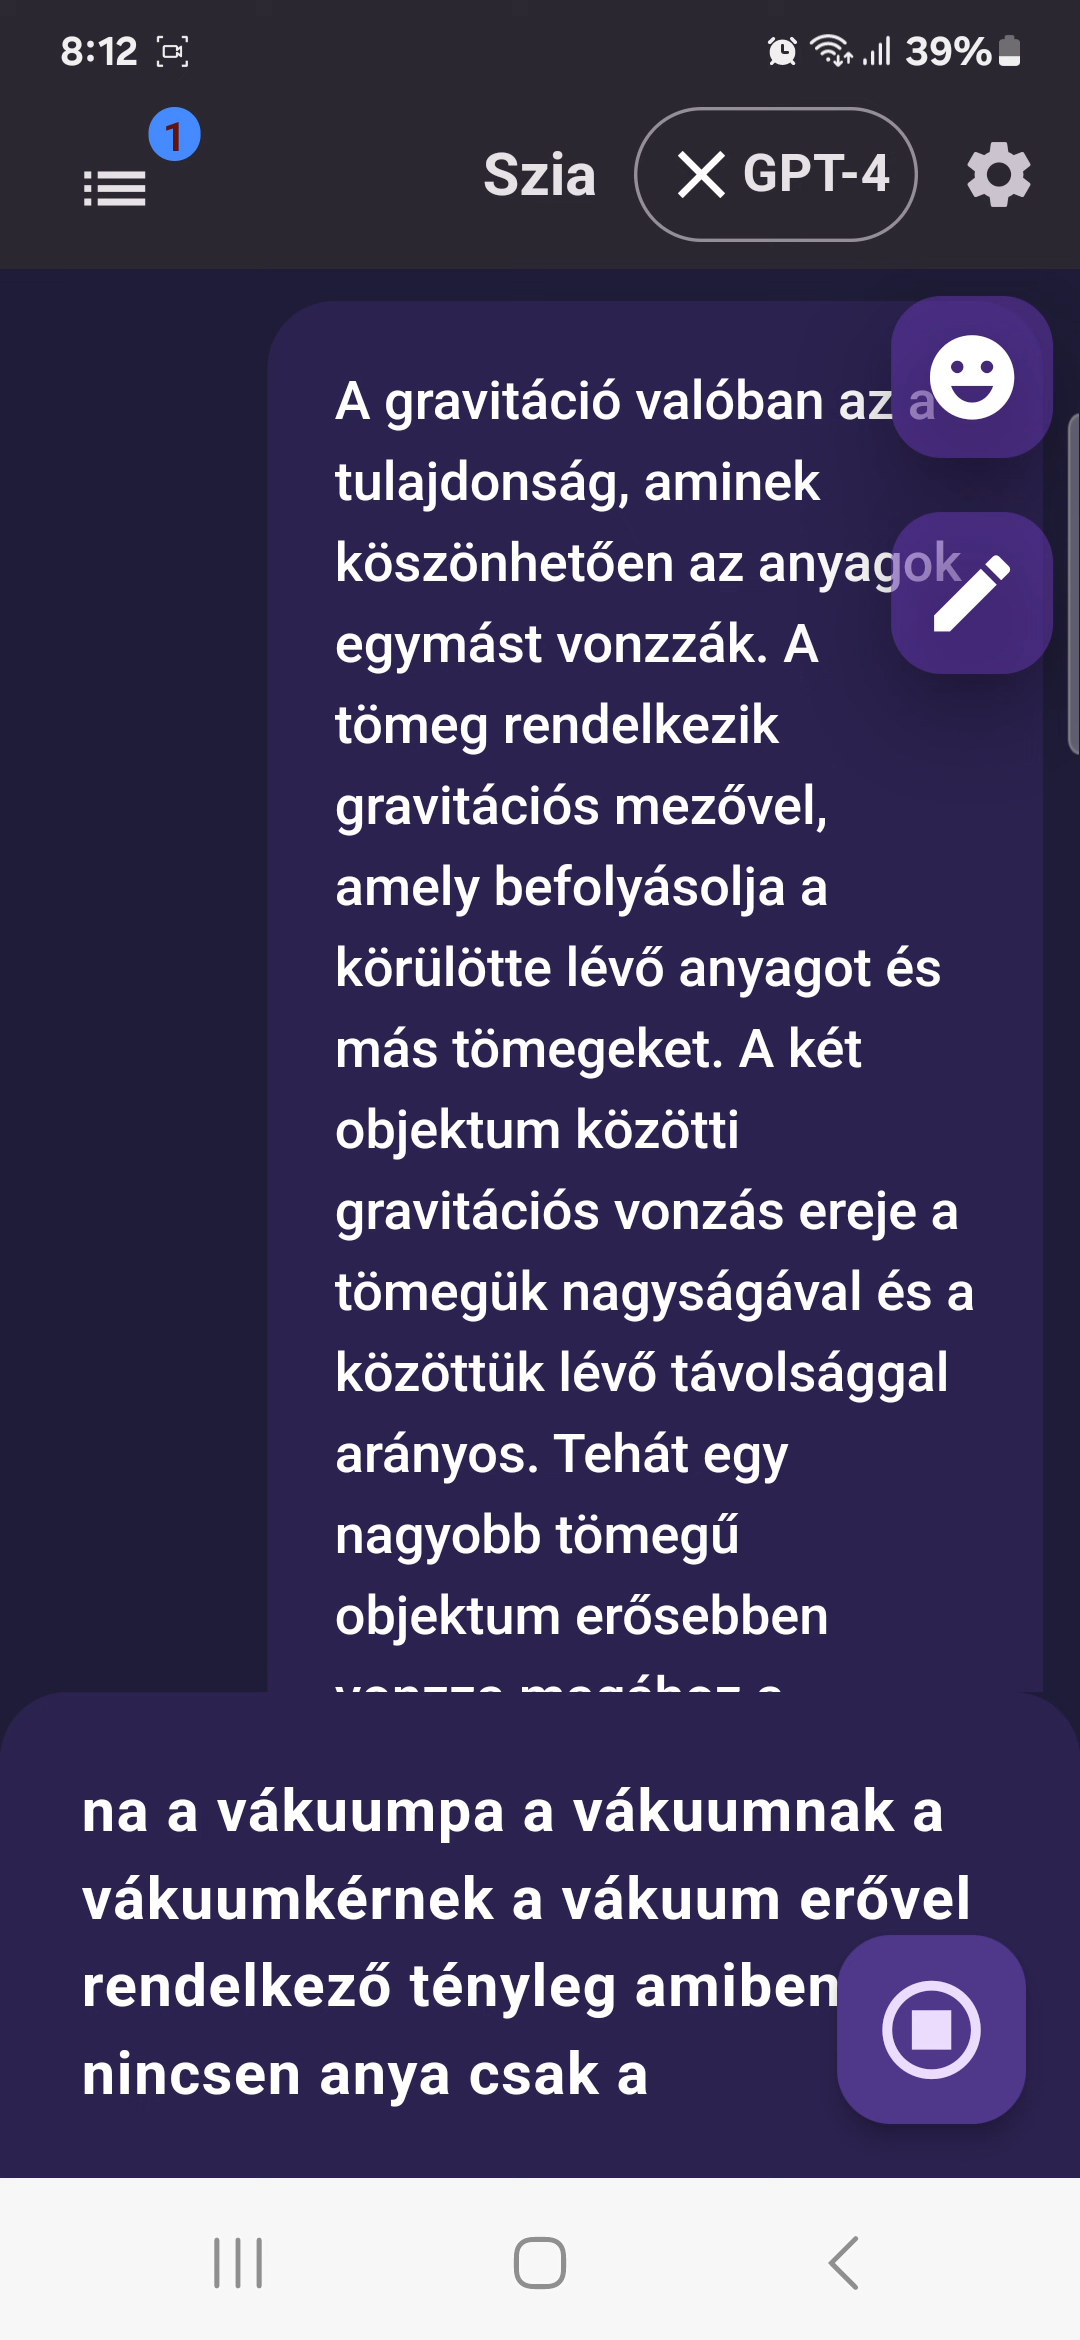 8:12
39%
1
Szia
GPT-4
A gravitáció valóban az a
tulajdonság, aminek
köszönhetően az anyagok
egymást vonzzák. A
tömeg rendelkezik
gravitációs mezővel,
amely befolyásolja a
körülötte lévő anyagot és
más tömegeket. A két
objektum közötti
gravitációs vonzás ereje a
tömegük nagyságával és a
közöttük lévő távolsággal
arányos. Tehát egy
nagyobb tömegű
objektum erősebben
vonzza magához a
na a vákuumpa a vákuumnak a
vákuumkérnek a vákuum erővel
rendelkező tényleg amiben
nincsen anya csak a